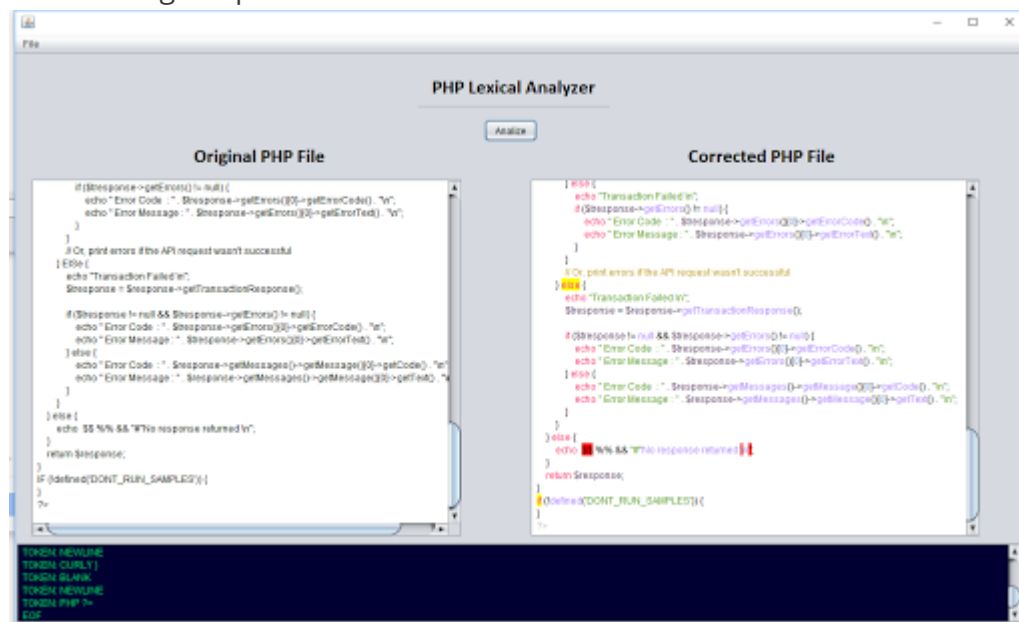 File
PHP Lexical Analyzer
Analize
Original PHP File
if ($response->getErrors() != null) {
echo " Error Code  : " . $response->getErrors()[0]->getErrorCode() . "\n";
echo " Error Message : " . $response->getErrors()[0]->getErrorText() . "\n";
}
}
// Or, print errors if the API request wasn't successful
} ElSe {
echo "Transaction Failed \n";
$response = $response->getTransactionResponse();
if ($response != null && $response->getErrors() != null) {
echo " Error Code  : " . $response->getErrors()[0]->getErrorCode() . "\n";
echo " Error Message : " . $response->getErrors()[0]->getErrorText() . "\n";
} else {
echo " Error Code  : " . $response->getMessages()->getMessage()[0]->getCode() . "\n"
echo " Error Message : " . $response->getMessages()->getMessage()[0]->getText() .
}
}
} else {
echo  $$ %% && "#"No response returned \n";
}
return $response;
}
IF (!defined('DONT_RUN_SAMPLES')) {
}
?>
Corrected PHP File
} else {
echo "Transaction Failed \n";
if ($response->getErrors() != null) {
echo " Error Code  : " . $response->getErrors()[0]->getErrorCode() . "\n";
echo " Error Message : " . $response->getErrors()[0]->getErrorText() . "\n";
}
}
// Or, print errors if the API request wasn't successful
} else {
echo "Transaction Failed \n";
$response = $response->getTransactionResponse();
if ($response != null && $response->getErrors() != null) {
echo " Error Code  : " . $response->getErrors()[0]->getErrorCode() . "\n";
echo " Error Message : " . $response->getErrors()[0]->getErrorText() . "\n";
} else {
echo " Error Code  : " . $response->getMessages()->getMessage()[0]->getCode() . "\n";
echo " Error Message : " . $response->getMessages()->getMessage()[0]->getText() . "\n";
}
}
} else {
echo %% && "#"No response returned
}
return $response;
}
if (!defined('DONT_RUN_SAMPLES')) {
}
?>
TOKEN: NEWLINE
TOKEN: CURLY }
TOKEN: BLANK
TOKEN: NEWLINE
TOKEN: PHP ?>
EOF